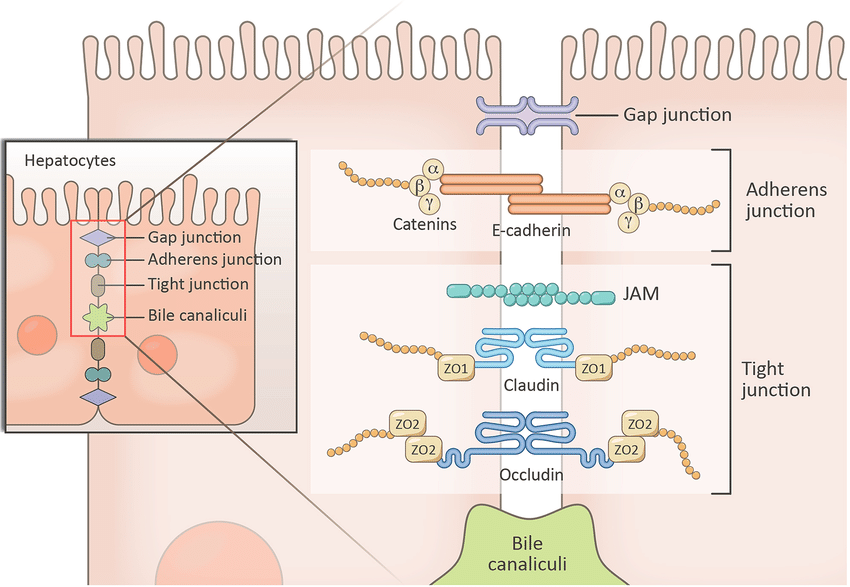 Hepatocytes
Gap junction
Adherens junction
Tight junction
Bile canaliculi
Gap junction
α
β
γ
Catenins
E-cadherin
α
β
γ
Adherens
junction
JAM
ZO1
Claudin
ZO1
Tight
junction
ZO2
ZO2
Occludin
ZO2
ZO2
Bile
canaliculi